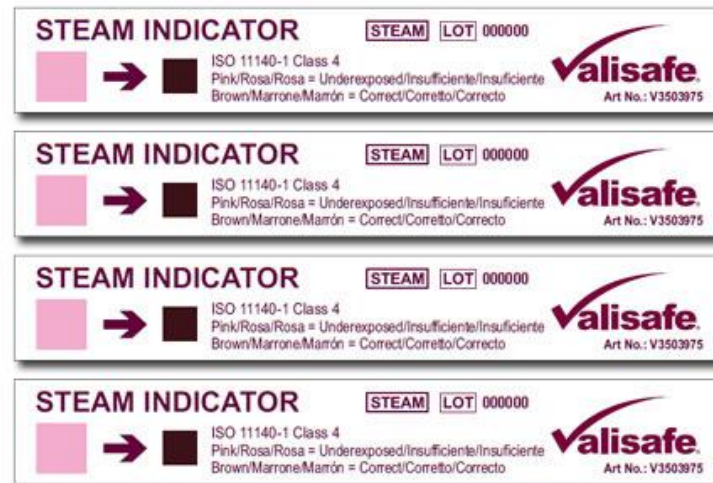 STEAM INDICATOR STEAM LOT 000000
ISO 11140-1 Class 4
Pink/Rosa/Rosa = Underexposed/Insufficiente/Insuficiente
Brown/Marrone/Marrón = Correct/Corretto/Correcto
Valisafe
Art No.: V3503975
STEAM INDICATOR STEAM LOT 000000
ISO 11140-1 Class 4
Pink/Rosa/Rosa = Underexposed/Insufficiente/Insuficiente
Brown/Marrone/Marrón = Correct/Corretto/Correcto
Valisafe
Art No.: V3503975
STEAM INDICATOR STEAM LOT 000000
ISO 11140-1 Class 4
Pink/Rosa/Rosa = Underexposed/Insufficiente/Insuficiente
Brown/Marrone/Marrón = Correct/Corretto/Correcto
Valisafe
Art No.: V3503975
STEAM INDICATOR STEAM LOT 000000
ISO 11140-1 Class 4
Pink/Rosa/Rosa = Underexposed/Insufficiente/Insuficiente
Brown/Marrone/Marrón = Correct/Corretto/Correcto
Valisafe
Art No.: V3503975